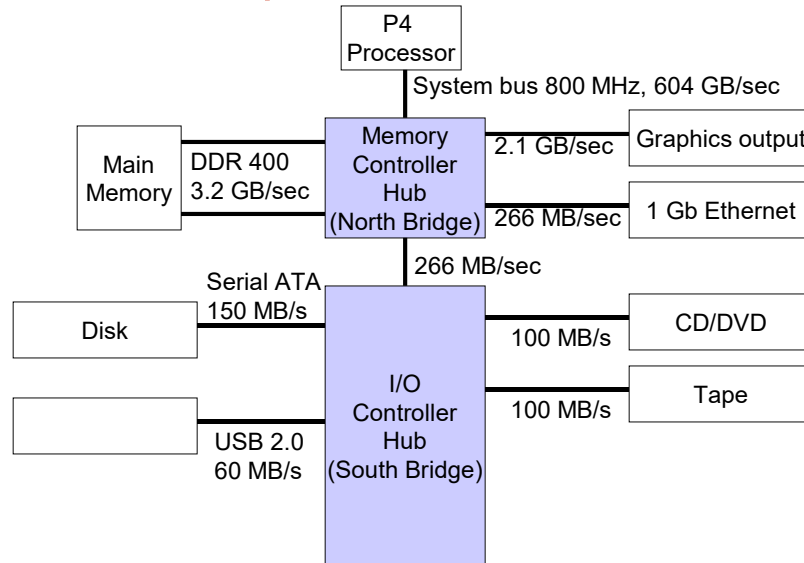 P4
Processor
System bus 800 MHz, 604 GB/sec
Main
Memory
DDR 400
3.2 GB/sec
Memory
Controller
Hub
(North Bridge)
2.1 GB/sec
Graphics output
266 MB/sec
1 Gb Ethernet
266 MB/sec
Serial ATA
150 MB/s
Disk
CD/DVD
100 MB/s
I/O
Controller
Hub
(South Bridge)
Tape
100 MB/s
USB 2.0
60 MB/s